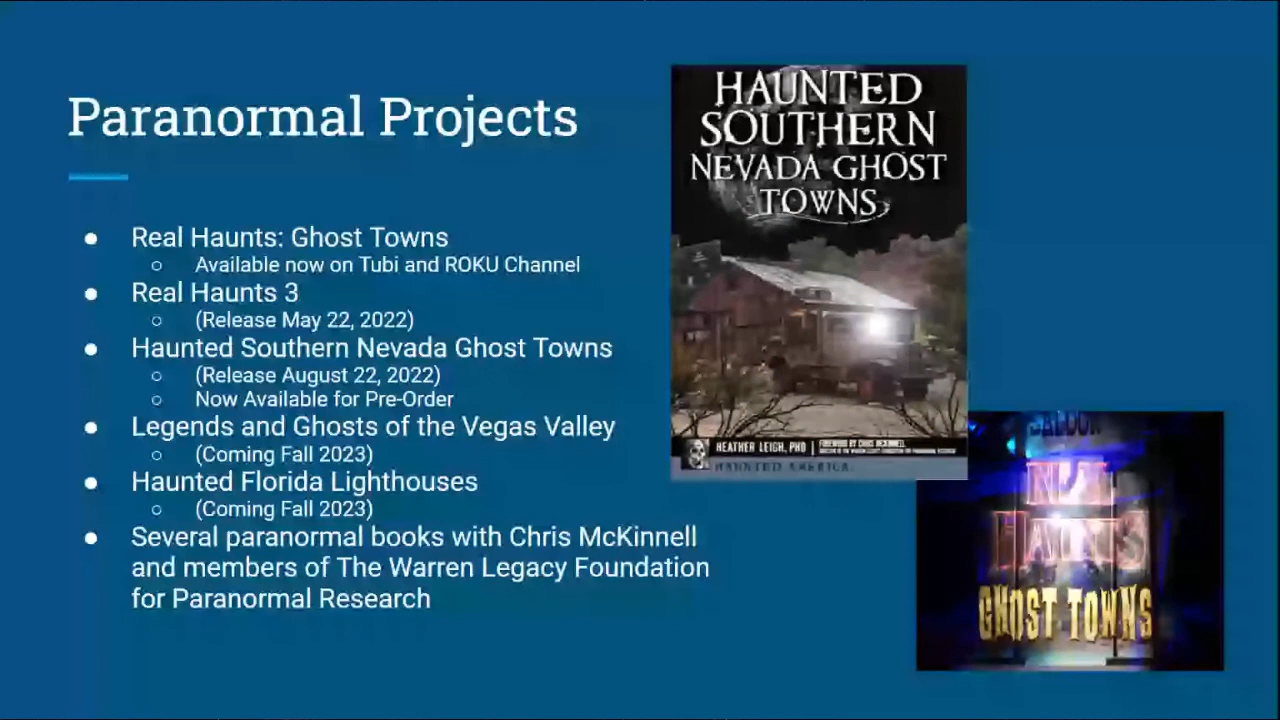 Paranormal Projects
● Real Haunts: Ghost Towns
○ Available now on Tubi and ROKU Channel
● Real Haunts 3
○ (Release May 22, 2022)
● Haunted Southern Nevada Ghost Towns
○ (Release August 22, 2022)
○ Now Available for Pre-Order
● Legends and Ghosts of the Vegas Valley
○ (Coming Fall 2023)
● Haunted Florida Lighthouses
○ (Coming Fall 2023)
● Several paranormal books with Chris McKinnell
and members of The Warren Legacy Foundation
for Paranormal Research
HAUNTED
SOUTHERN
NEVADA GHOST
TOWNS
HEATHER LEIGH, PHD
FOREWORD BY CHRIS MCKINNELL
HAUNTED AMERICA
SALOON
REAL
HAUNTS
GHOST TOWNS